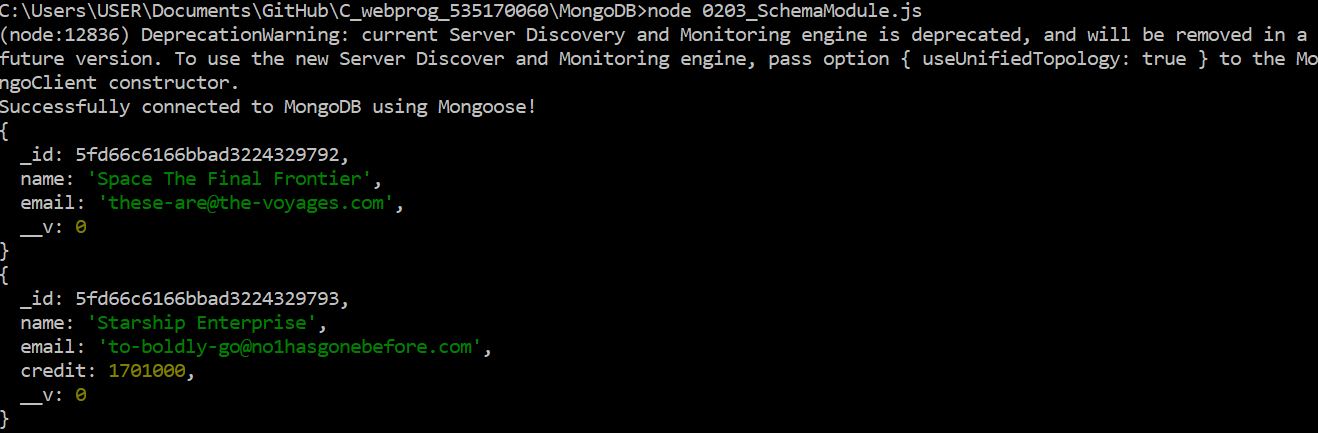 C:\Users\USER\Documents\GitHub\C_webprog_535170060\MongoDB>node 0203_SchemaModule.js
(node:12836) DeprecationWarning: current Server Discovery and Monitoring engine is deprecated, and will be removed in a
future version. To use the new Server Discover and Monitoring engine, pass option { useUnifiedTopology: true } to the Mo
ngoClient constructor.
Successfully connected to MongoDB using Mongoose!
{
  _id: 5fd66c6166bbad3224329792,
  name: 'Space The Final Frontier',
  email: 'these-are@the-voyages.com',
  __v: 0
}
{
  _id: 5fd66c6166bbad3224329793,
  name: 'Starship Enterprise',
  email: 'to-boldly-go@no1hasgonebefore.com',
  credit: 1701000,
  __v: 0
}